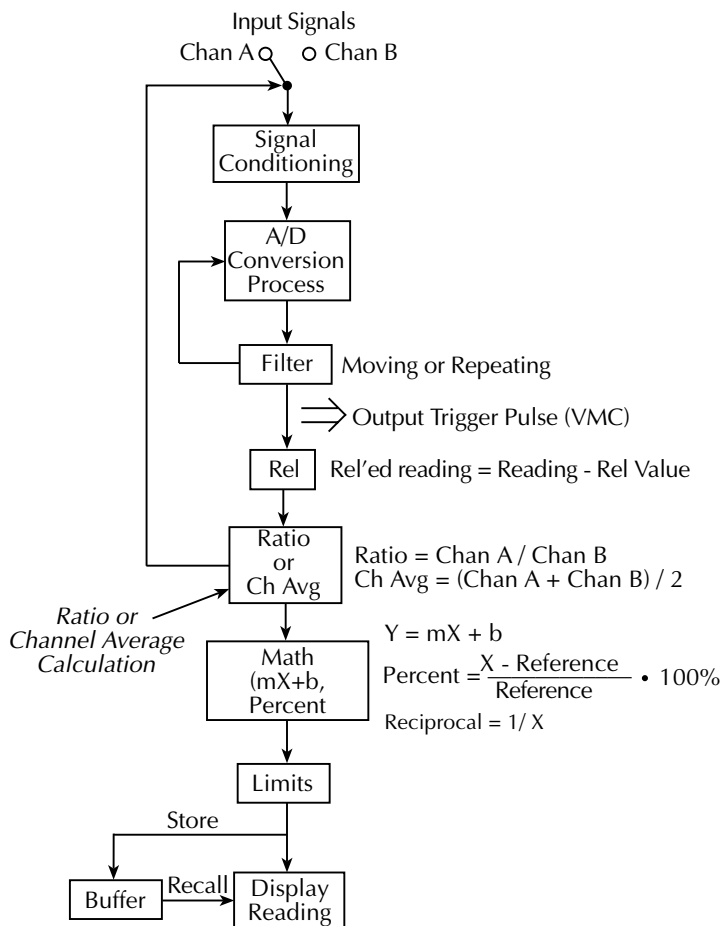 Input Signals
Chan A
Chan B
Signal
Conditioning
A/D
Conversion
Process
Filter
Moving or Repeating
Output Trigger Pulse (VMC)
Rel
Rel'ed reading = Reading - Rel Value
Ratio
or
Ch Avg
Ratio = Chan A / Chan B
Ch Avg = (Chan A + Chan B) / 2
Ratio or
Channel Average
Calculation
Math
(mX+b,
Percent
Y = mX + b
Percent = X - Reference / Reference • 100%
Reciprocal = 1/ X
Limits
Store
Buffer
Recall
Display
Reading